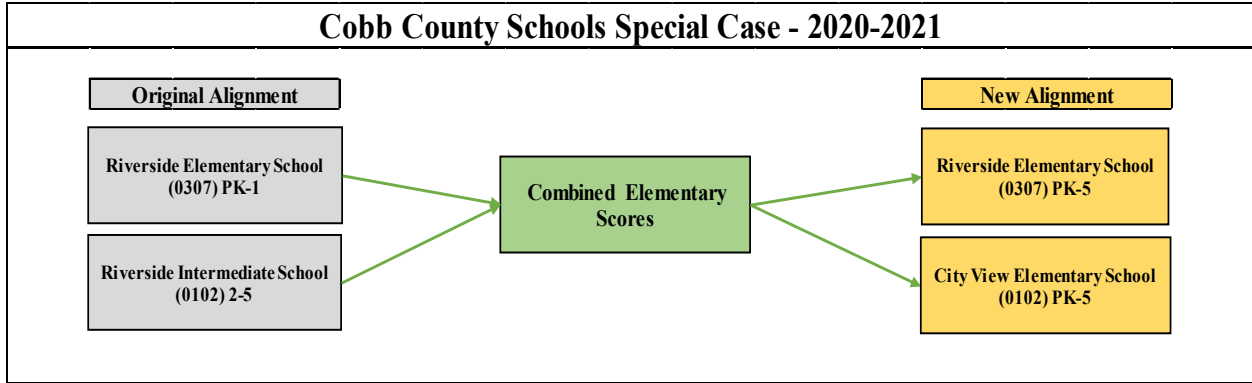 Cobb County Schools Special Case - 2020-2021
Original Alignment
New Alignment
Riverside Elementary School
(0307) PK-1
Riverside Intermediate School
(0102) 2-5
Combined Elementary
Scores
Riverside Elementary School
(0307) PK-5
City View Elementary School
(0102) PK-5